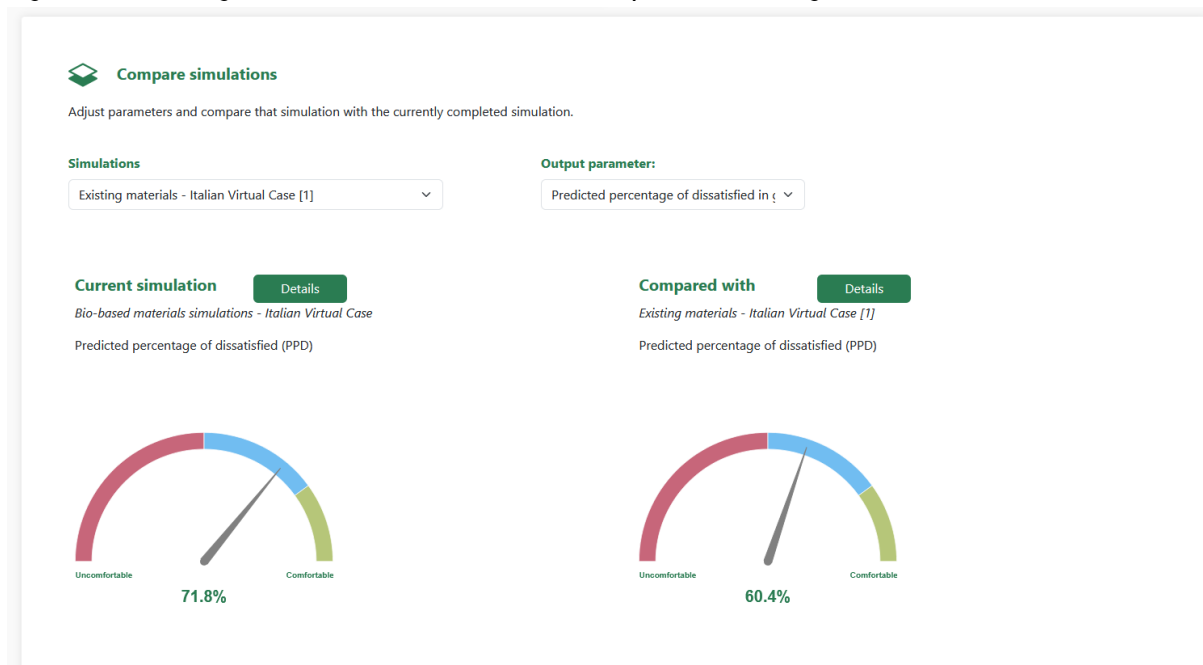 Compare simulations
Adjust parameters and compare that simulation with the currently completed simulation.
Simulations
Output parameter:
Existing materials - Italian Virtual Case [1]
Predicted percentage of dissatisfied in
Current simulation
Details
Bio-based materials simulations - Italian Virtual Case
Predicted percentage of dissatisfied (PPD)
Compared with
Details
Existing materials - Italian Virtual Case [1]
Predicted percentage of dissatisfied (PPD)
Uncomfortable
Comfortable
71.8%
Uncomfortable
Comfortable
60.4%